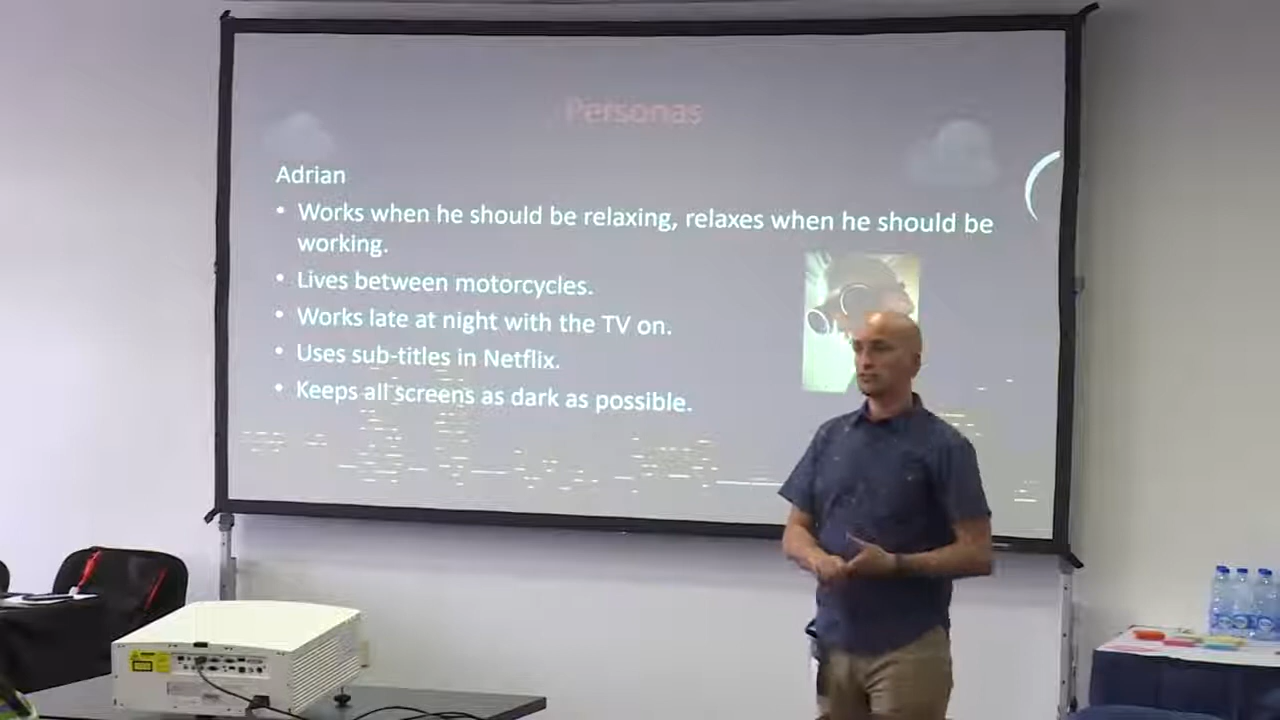 Personas
Adrian
• Works when he should be relaxing, relaxes when he should be
working.
• Lives between motorcycles.
• Works late at night with the TV on.
• Uses sub-titles in Netflix.
• Keeps all screens as dark as possible.